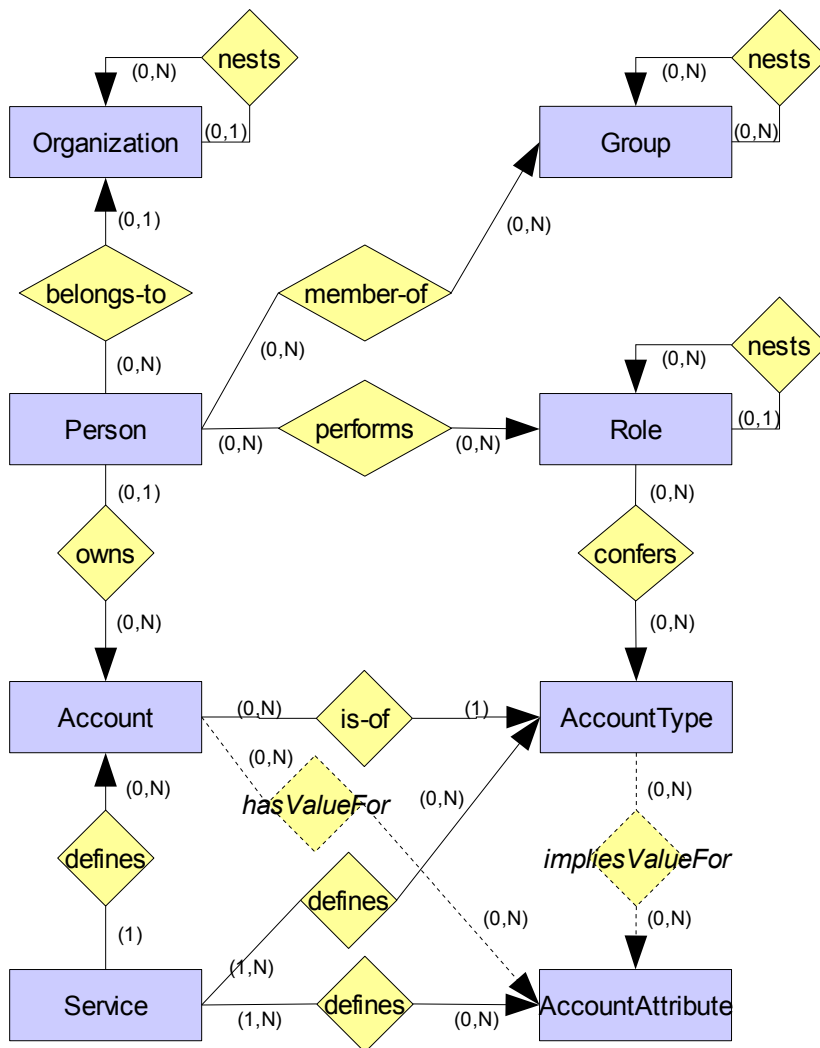 nests
nests
(0,N)
(0,N)
Organization
(0,1)
Group
(0,N)
(0,1)
(0,N)
belongs-to
member-of
nests
(0,N)
(0,N)
(0,N)
Person
performs
Role
(0,1)
(0,N)
(0,N)
(0,1)
(0,N)
owns
confers
(0,N)
(0,N)
Account
(0,N)
is-of
(1)
AccountType
(0,N)
(0,N)
(0,N)
(0,N)
hasValueFor
defines
impliesValueFor
defines
(0,N)
(0,N)
(1)
(1,N)
Service
(1,N)
defines
(0,N)
AccountAttribute